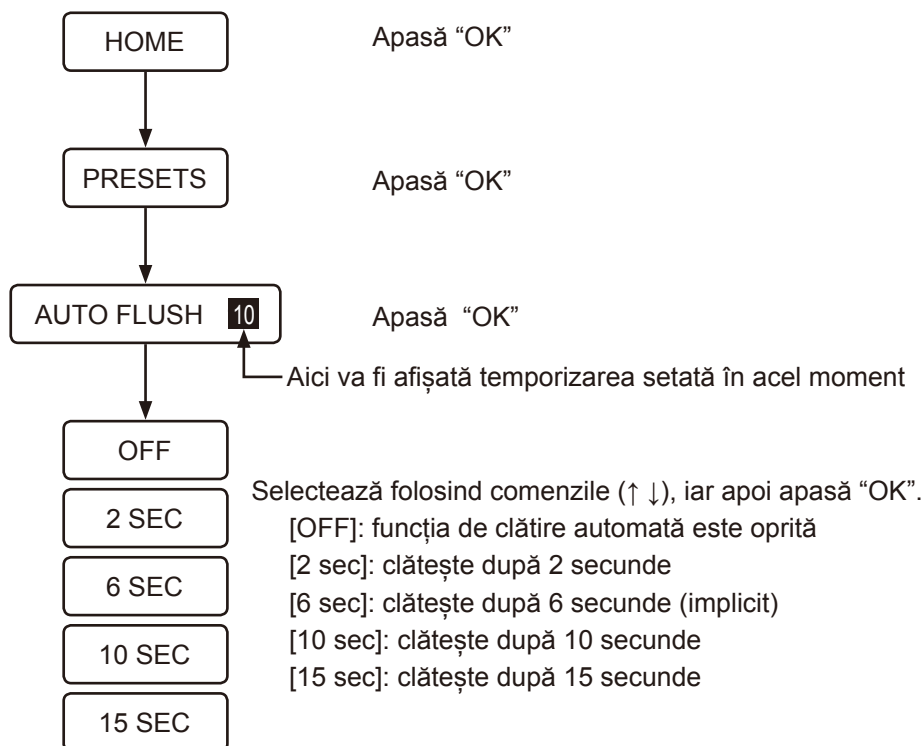 HOME
Apasă “OK”
PRESETS
Apasă “OK”
AUTO FLUSH 10
Apasă “OK”
Aici va fi afișată temporizarea setată în acel moment
OFF
2 SEC
6 SEC
10 SEC
15 SEC
Selectează folosind comenzile (↑ ↓), iar apoi apasă “OK”.
[OFF]: funcția de clătire automată este oprită
[2 sec]: clătește după 2 secunde
[6 sec]: clătește după 6 secunde (implicit)
[10 sec]: clătește după 10 secunde
[15 sec]: clătește după 15 secunde